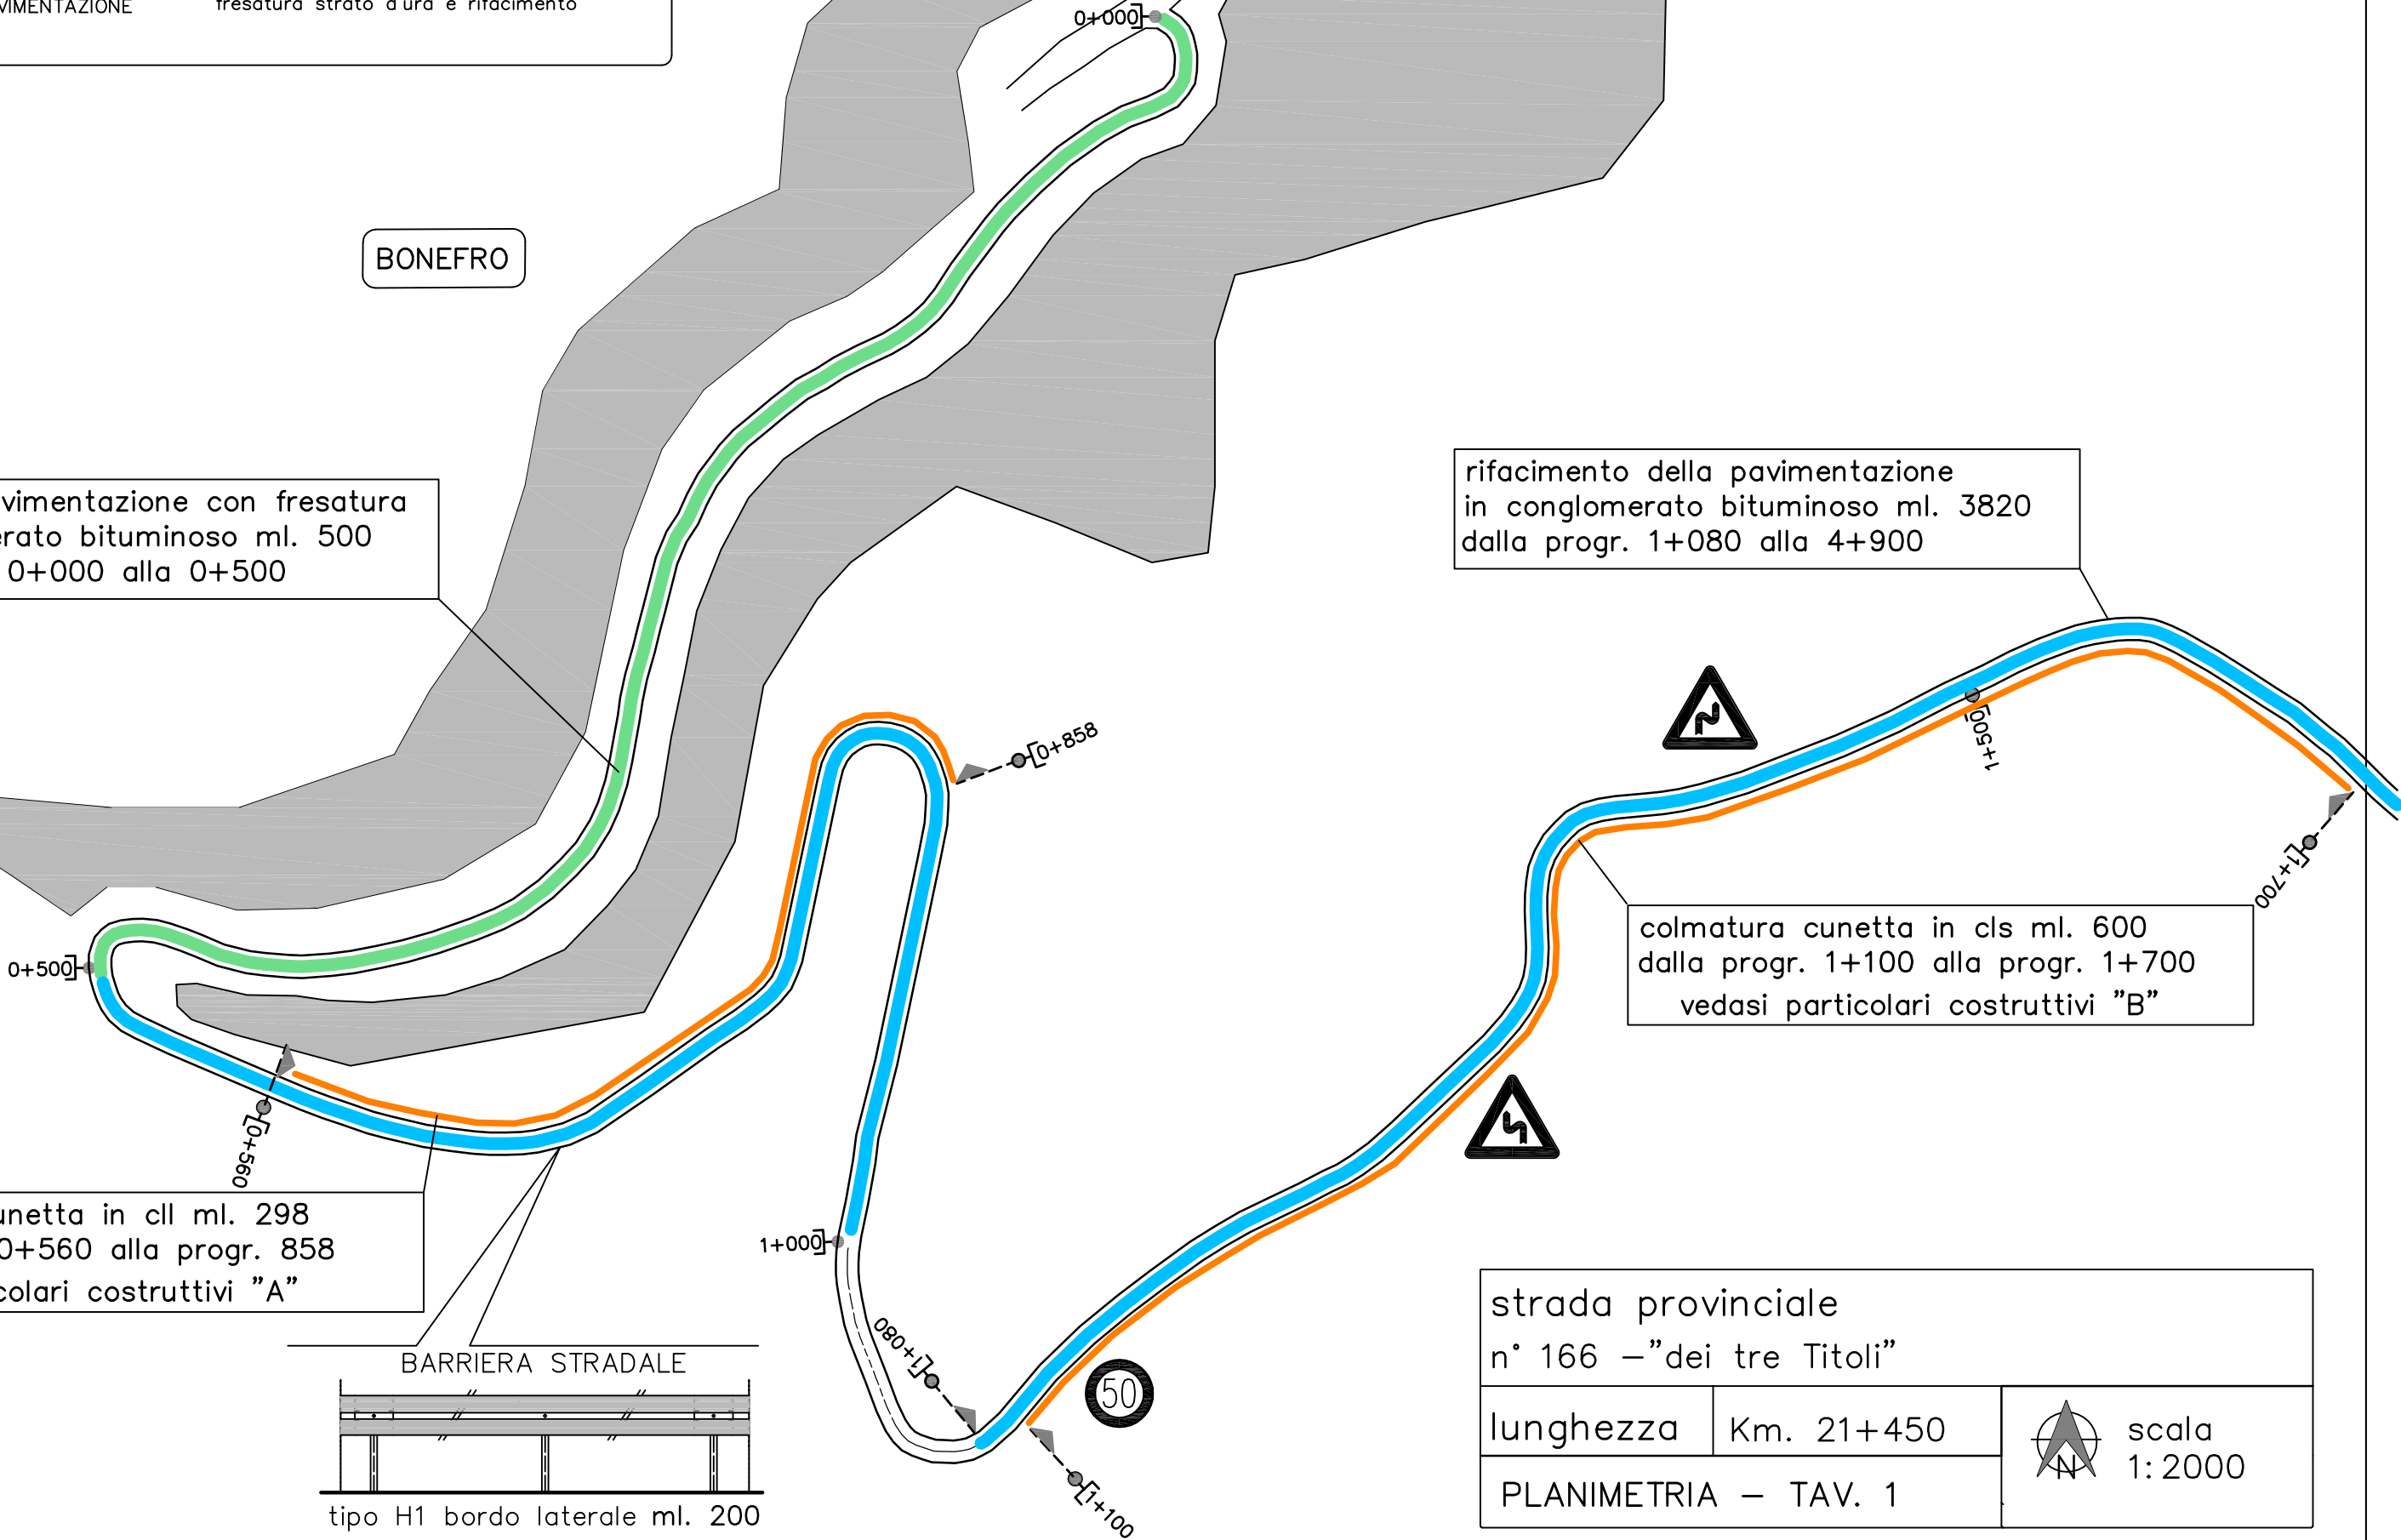 VIMENTAZIONE
fresatura strato d'ura e rifacimento
0+000
BONEFRO
vimentazione con fresatura
erato bituminoso ml. 500
0+000 alla 0+500
rifacimento della pavimentazione
in conglomerato bituminoso ml. 3820
dalla progr. 1+080 alla 4+900
0+858
1+500
1+700
colmatura cunetta in cls ml. 600
dalla progr. 1+100 alla progr. 1+700
vedasi particolari costruttivi "B"
0+500
0+560
unetta in cll ml. 298
0+560 alla progr. 858
colari costruttivi "A"
1+000
1+080
50
1+100
BARRIERA STRADALE
tipo H1 bordo laterale ml. 200
strada provinciale
n° 166 –"dei tre Titoli"
lunghezza
Km. 21+450
PLANIMETRIA – TAV. 1
N
scala
1:2000